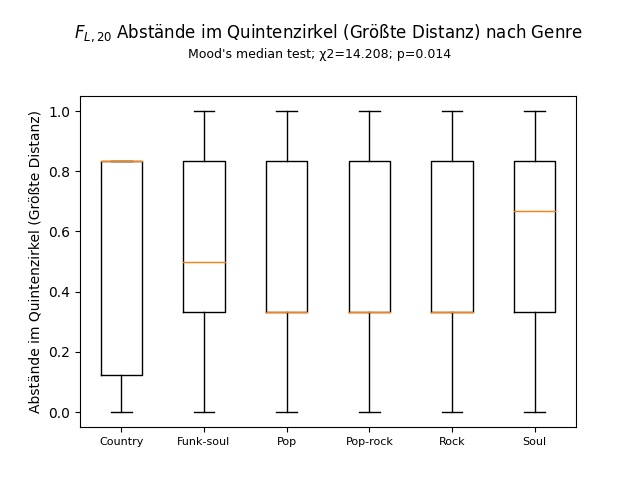 F_{L,20} Abstände im Quintenzirkel (Größte Distanz) nach Genre
Mood's median test; χ2=14.208; p=0.014
Abstände im Quintenzirkel (Größte Distanz)
1.0
0.8
0.6
0.4
0.2
0.0
Country Funk-soul Pop Pop-rock Rock Soul